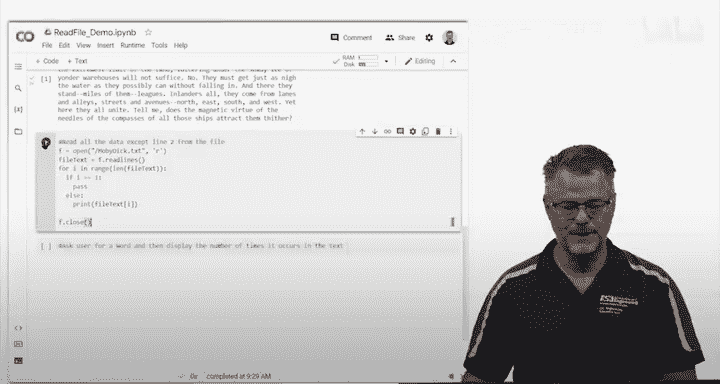 ReadFile_Demo.ipynb
Comment
Share
File Edit View Insert Runtime Tools Help
+ Code + Text
RAM
Disk
Editing
[1]
yonder warehouses will not suffice. No. They must get just as nigh
the water as they possibly can without falling in. And there they
stand--miles of them--leagues. Inlanders all, they come from lanes
and alleys, streets and avenues--north, east, south, and west. Yet
here they all unite. Tell me, does the magnetic virtue of the
needles of the compasses of all those ships attract them thither?
#Read all the data except line 2 from the file
f = open("/MobyDick.txt", 'r')
fileText = f.readlines()
for i in range(len(fileText)):
pass
else:
print(fileText[i])
f.close()
[ ] #Ask user for a word and then display the number of times it occurs in the text
0s completed at 9:29 AM